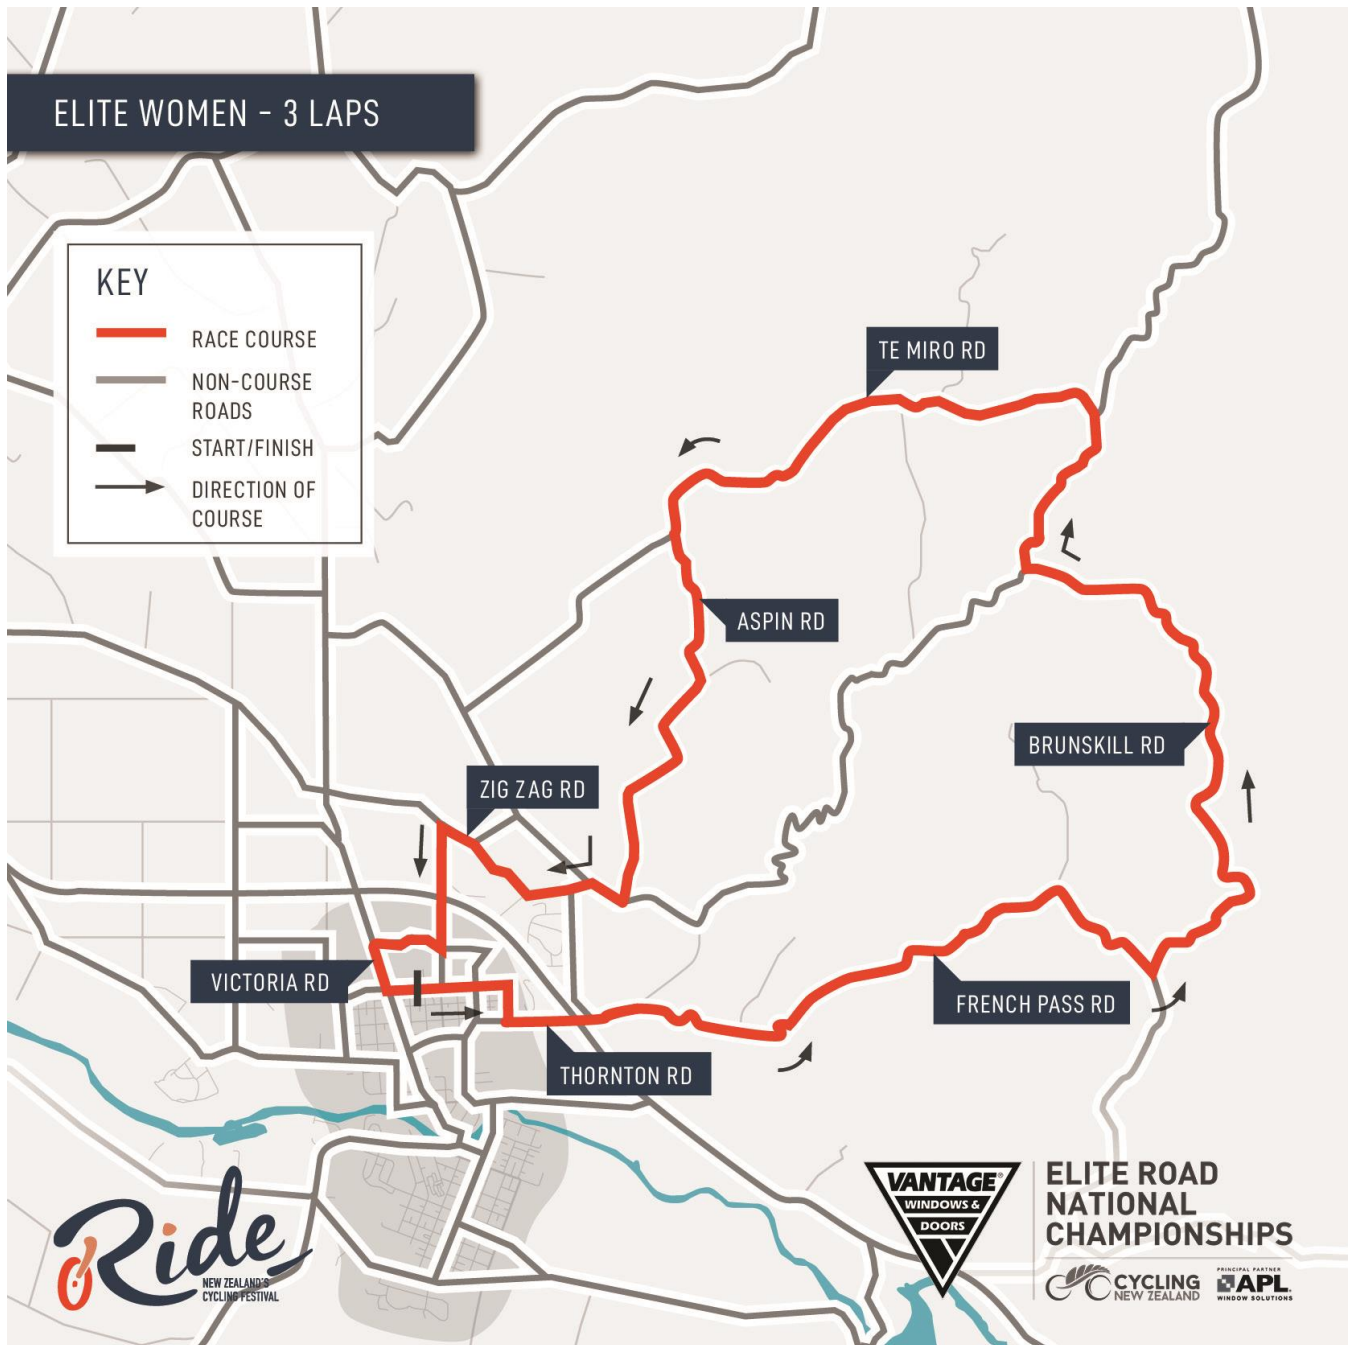 ELITE WOMEN - 3 LAPS
KEY
RACE COURSE
NON-COURSE
ROADS
START/FINISH
DIRECTION OF
COURSE
TE MIRO RD
ASPIN RD
BRUNSKILL RD
ZIG ZAG RD
VICTORIA RD
FRENCH PASS RD
THORNTON RD
Ride
NEW ZEALAND'S
CYCLING FESTIVAL
VANTAGE®
WINDOWS &
DOORS
ELITE ROAD
NATIONAL
CHAMPIONSHIPS
CYCLING
NEW ZEALAND
PRINCIPAL PARTNER
APL
WINDOW SOLUTIONS